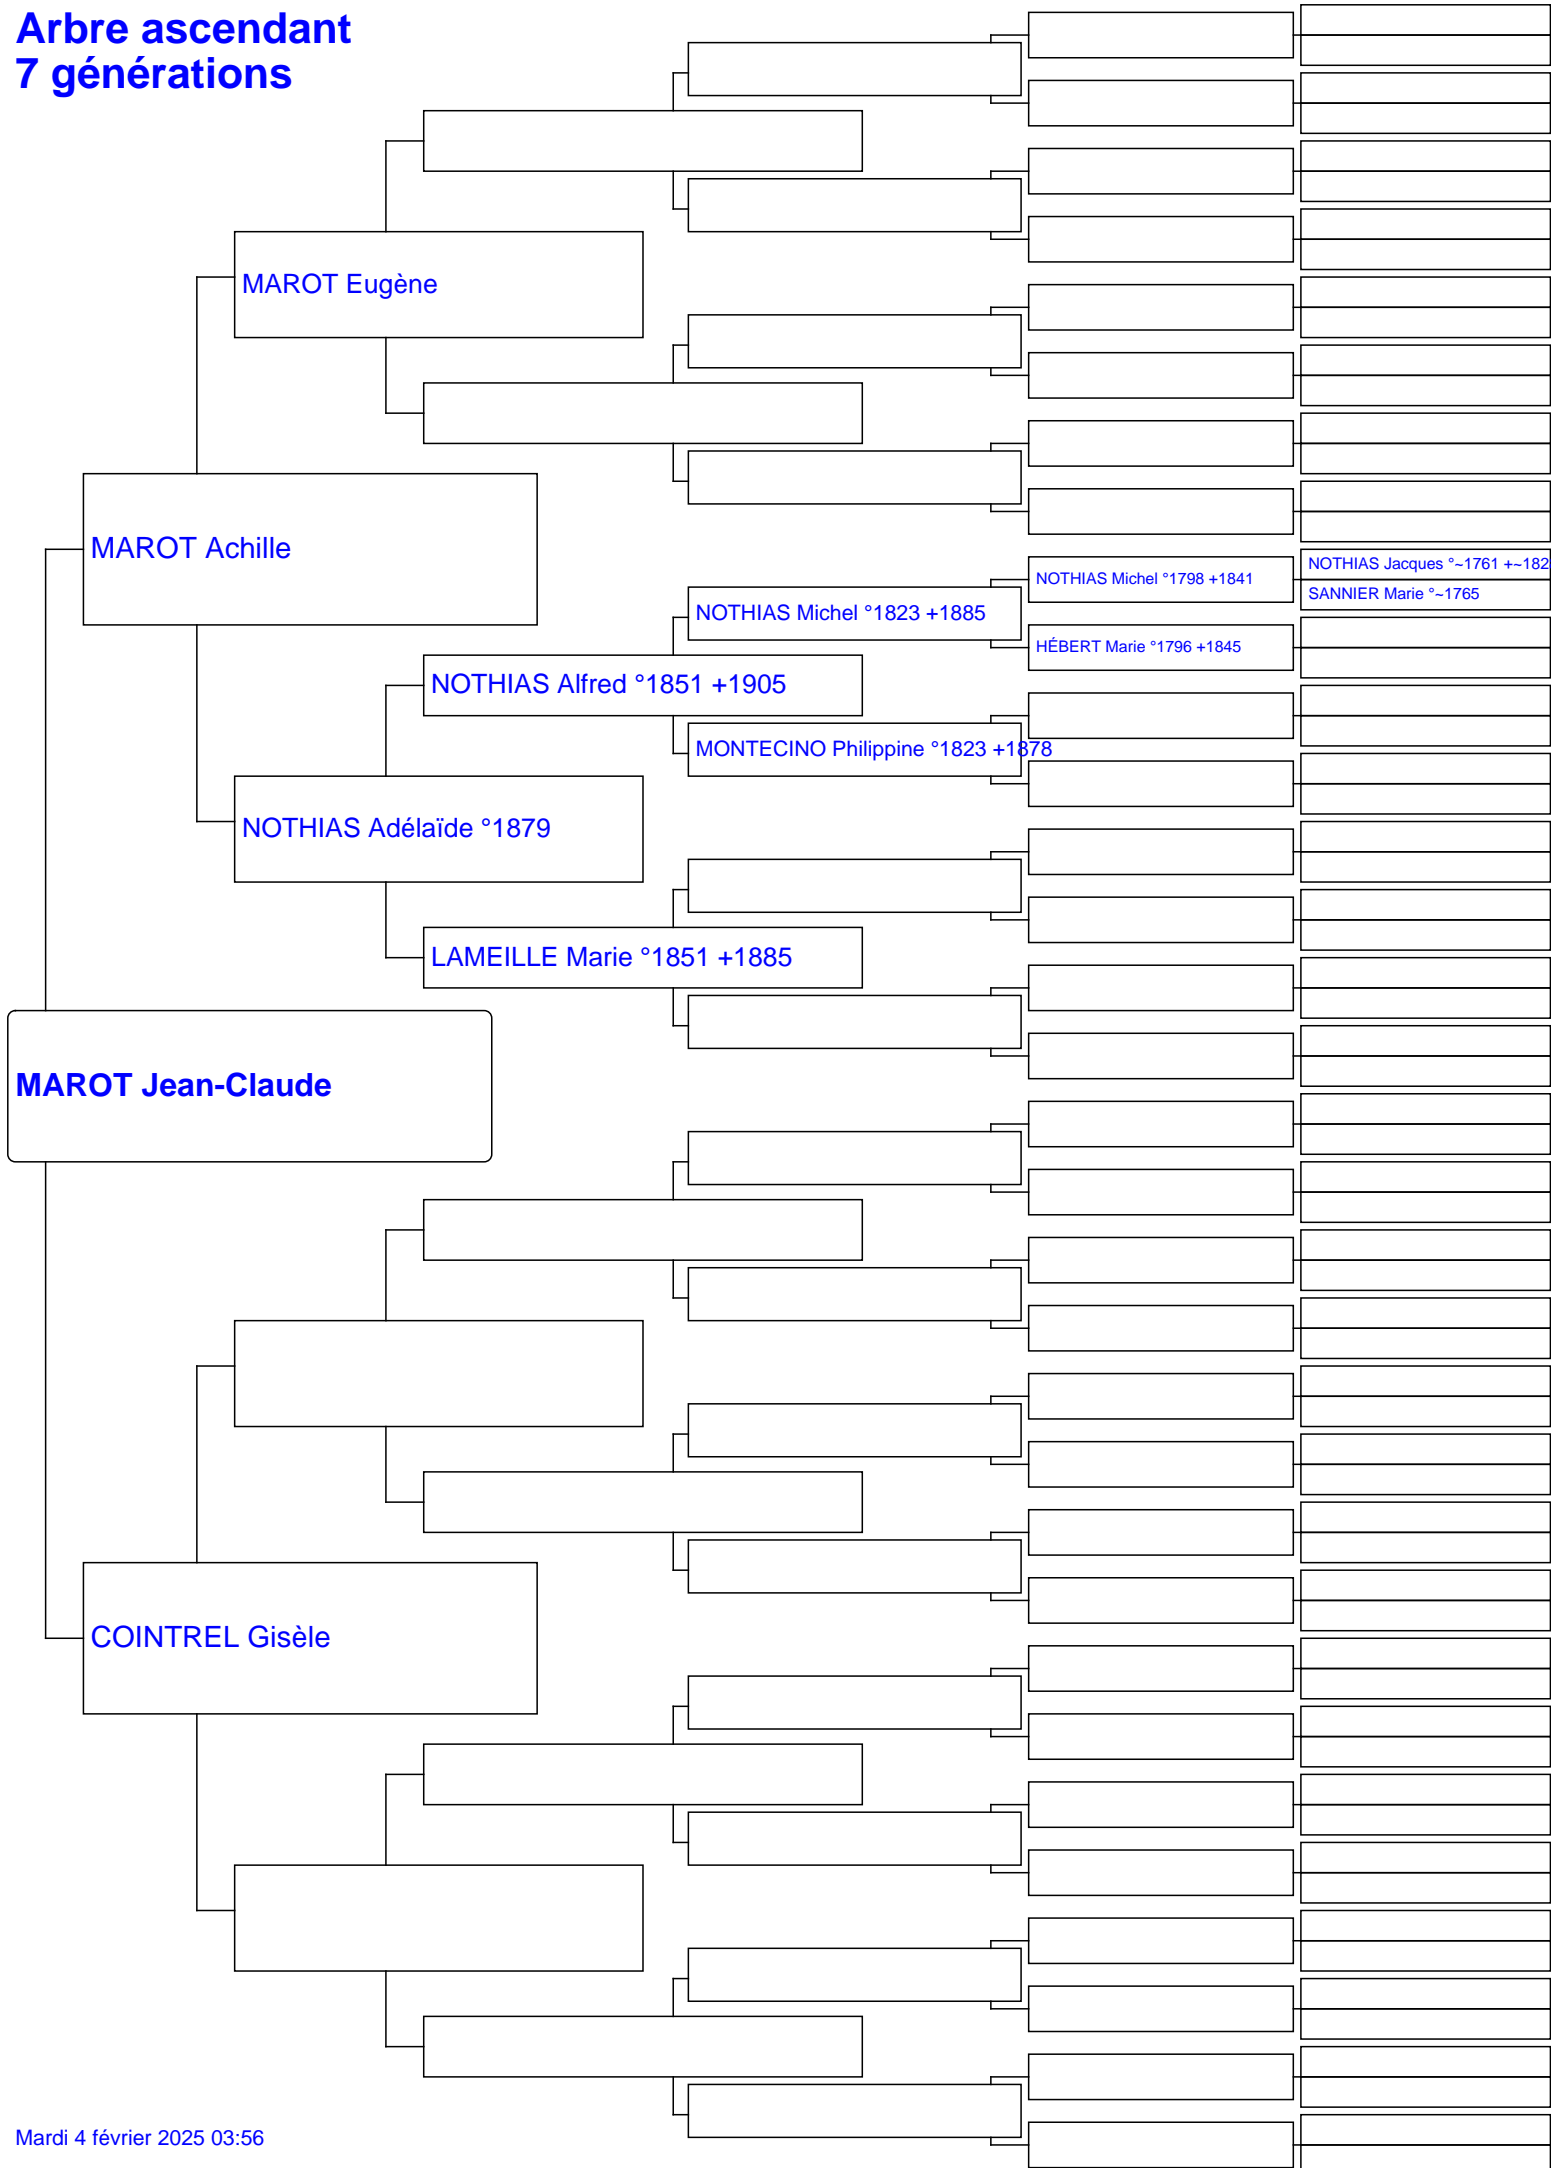 Arbre ascendant
7 générations
MAROT Eugène
MAROT Achille
NOTHIAS Jacques °~1761 +~182
NOTHIAS Michel °1798 +1841
SANNIER Marie °~1765
NOTHIAS Michel °1823 +1885
HÉBERT Marie °1796 +1845
NOTHIAS Alfred °1851 +1905
MONTECINO Philippine °1823 +1878
NOTHIAS Adélaïde °1879
LAMEILLE Marie °1851 +1885
MAROT Jean-Claude
COINTREL Gisèle
Mardi 4 février 2025 03:56